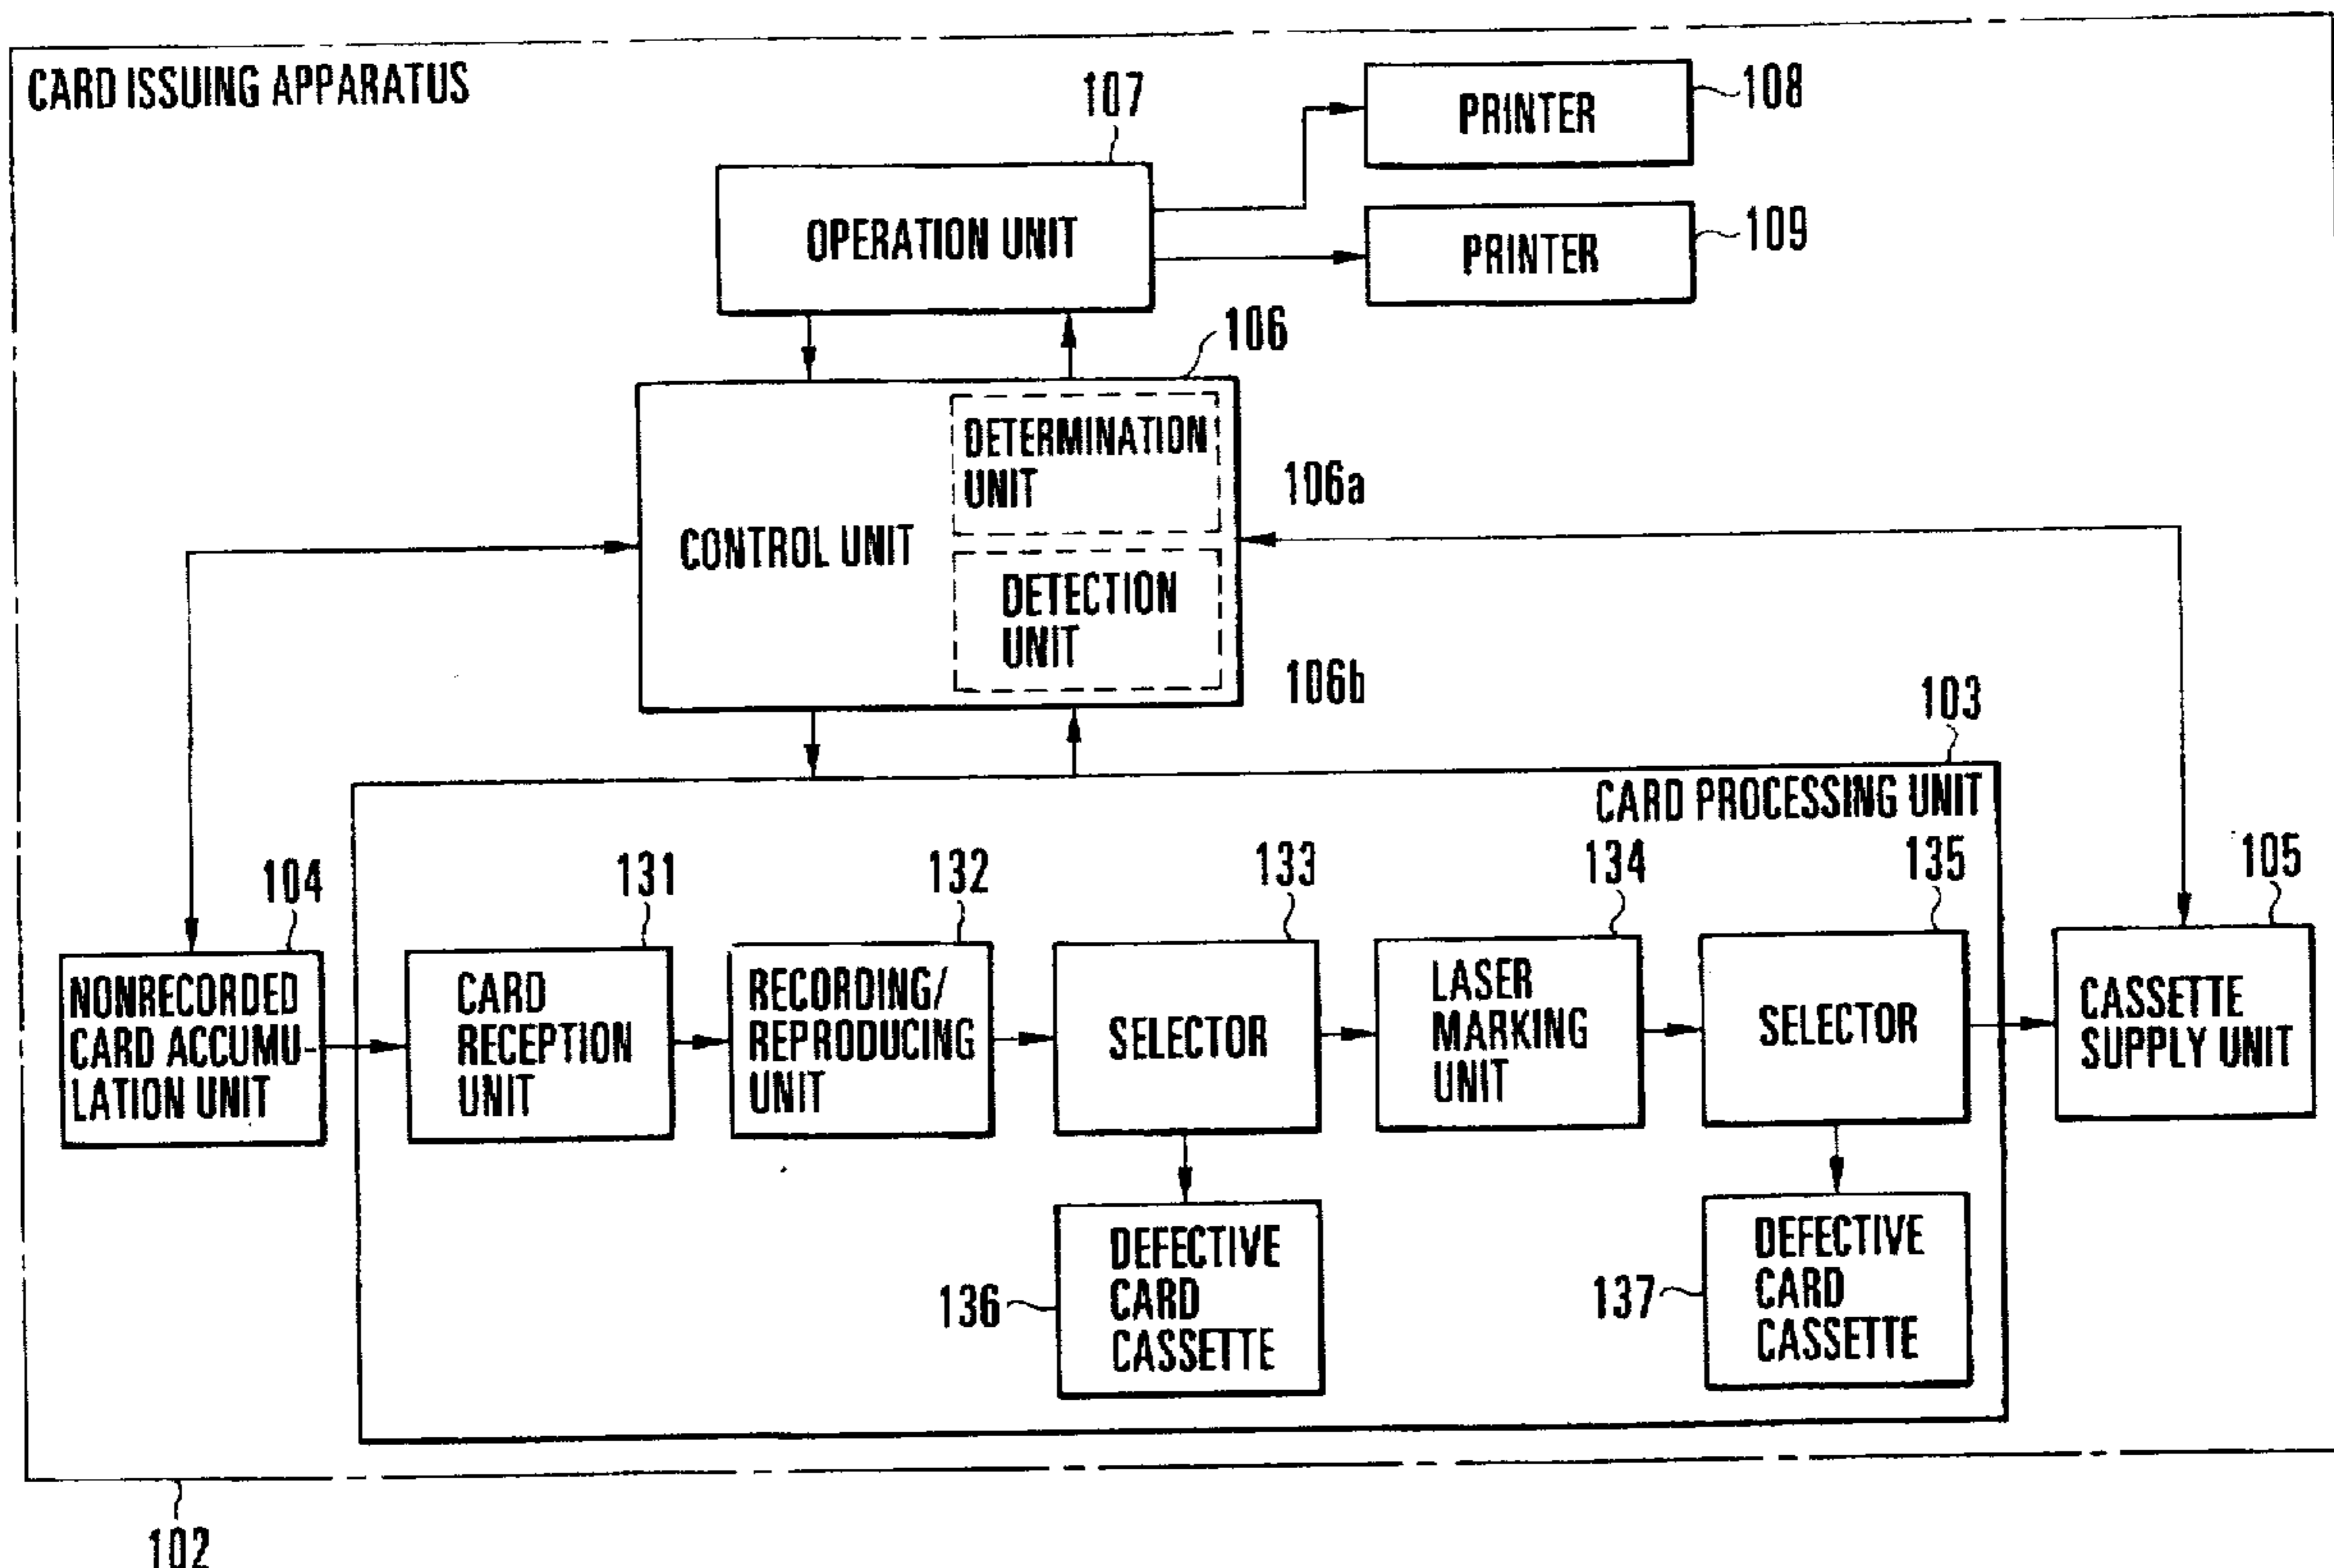 CARD ISSUING APPARATUS
107
PRINTER
108
OPERATION UNIT
PRINTER
109
106
DETERMINATION
UNIT
106a
CONTROL UNIT
DETECTION
UNIT
106b
103
CARD PROCESSING UNIT
104
131
132
133
134
135
105
NONRECORDED
CARD ACCUMU-
LATION UNIT
CARD
RECEPTION
UNIT
RECORDING/
REPRODUCING
UNIT
SELECTOR
LASER
MARKING
UNIT
SELECTOR
CASSETTE
SUPPLY UNIT
136
DEFECTIVE
CARD
CASSETTE
137
DEFECTIVE
CARD
CASSETTE
102